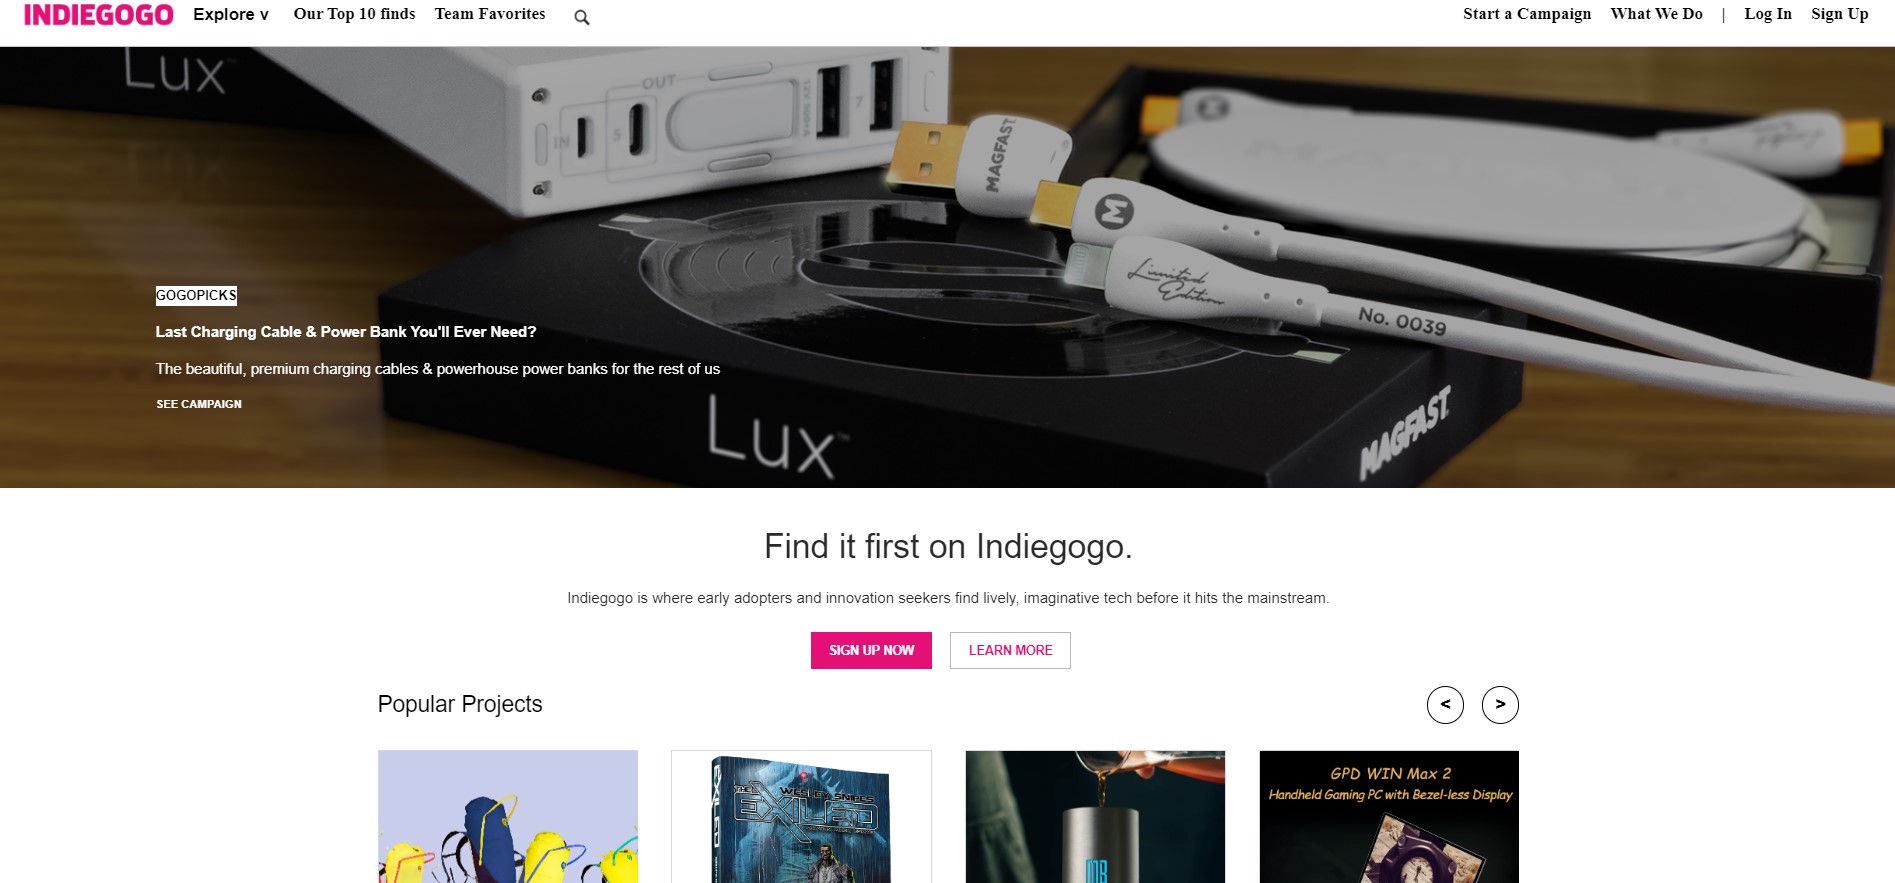 INDIEGOGO Explore v Our Top 10 finds Team Favorites Start a Campaign What We Do | Log In Sign Up
Lux
OUT
IN
5
7
MAGFAST
M
Limited
Edition
No. 0039
GOGOPICKS
Last Charging Cable & Power Bank You'll Ever Need?
The beautiful, premium charging cables & powerhouse power banks for the rest of us
SEE CAMPAIGN
Lux™
MAGFAST
Find it first on Indiegogo.
Indiegogo is where early adopters and innovation seekers find lively, imaginative tech before it hits the mainstream.
SIGN UP NOW LEARN MORE
Popular Projects < >
WESLEY SNIPES
THE EXILED
EXILED
GPD WIN Max 2
Handheld Gaming PC with Bezel-less Display